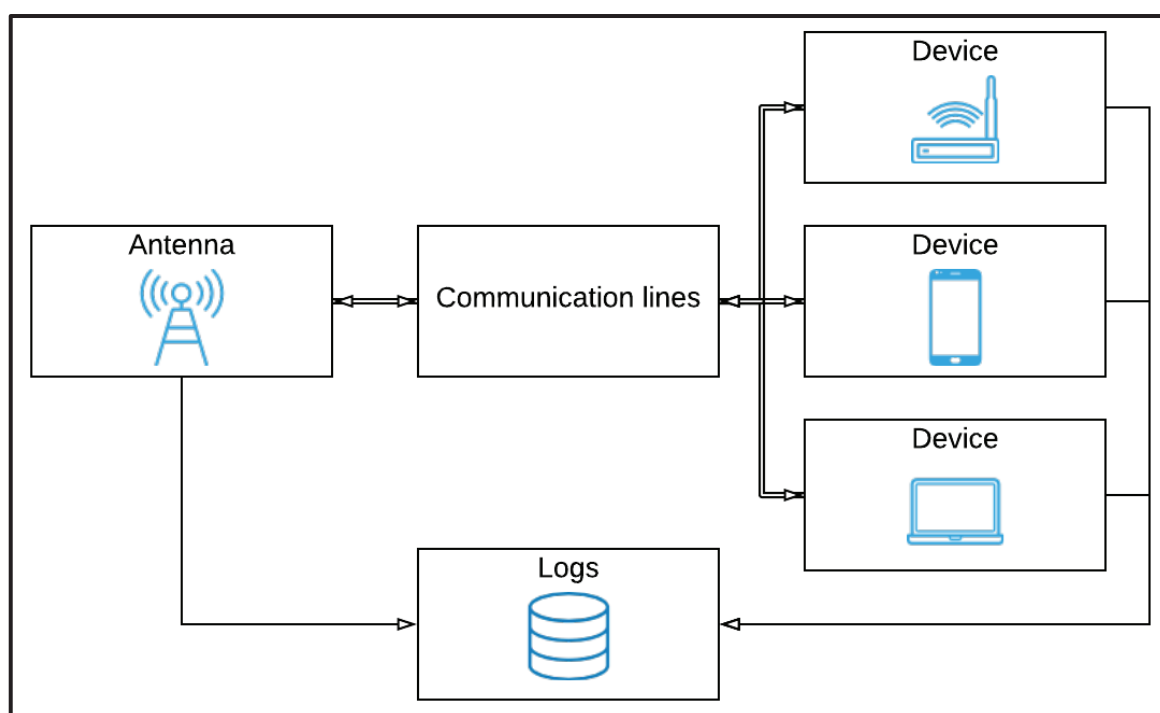 Device
Antenna
Communication lines
Device
Device
Logs